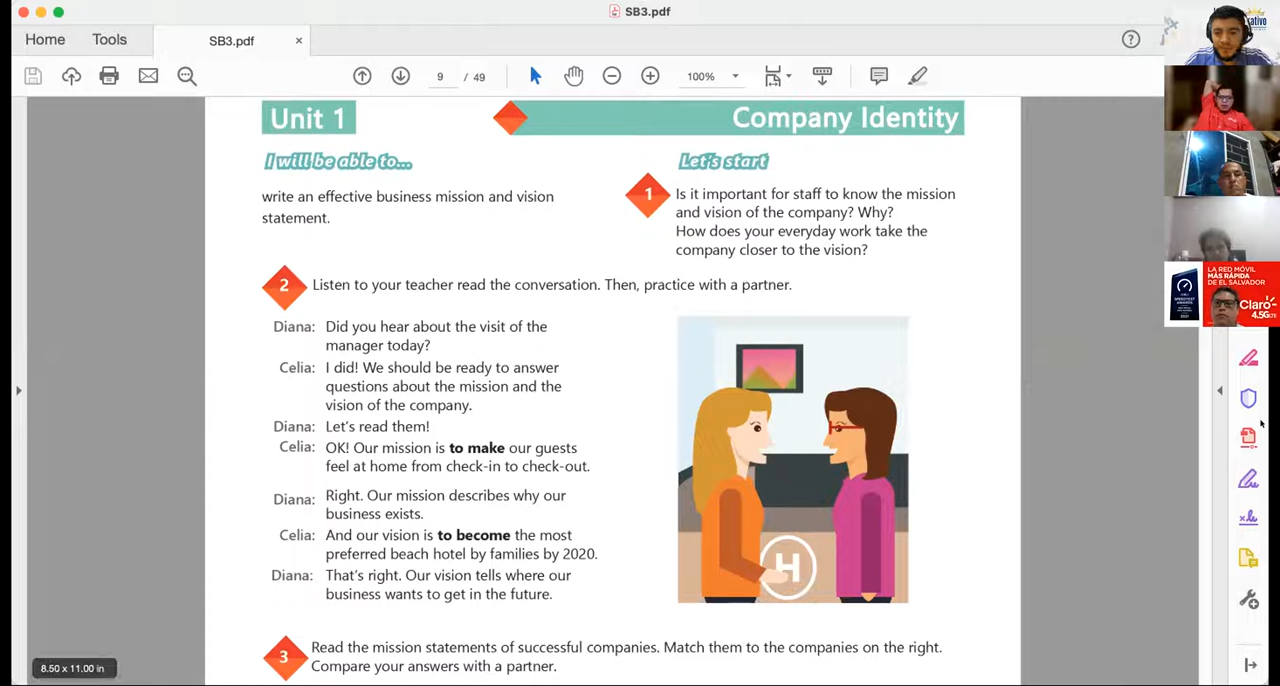 SB3.pdf
Home
Tools
SB3.pdf
×
9 / 49
100%
Unit 1
Company Identity
I will be able to...
write an effective business mission and vision
statement.
Let's start
1
Is it important for staff to know the mission
and vision of the company? Why?
How does your everyday work take the
company closer to the vision?
2
Listen to your teacher read the conversation. Then, practice with a partner.
Diana: Did you hear about the visit of the
manager today?
Celia: I did! We should be ready to answer
questions about the mission and the
vision of the company.
Diana: Let's read them!
Celia: OK! Our mission is to make our guests
feel at home from check-in to check-out.
Diana: Right. Our mission describes why our
business exists.
Celia: And our vision is to become the most
preferred beach hotel by families by 2020.
Diana: That's right. Our vision tells where our
business wants to get in the future.
H
3
Read the mission statements of successful companies. Match them to the companies on the right.
Compare your answers with a partner.
8.50 x 11.00 in
LA RED MÓVIL
MÁS RÁPIDA
DE EL SALVADOR
Claro
4.5G LTE